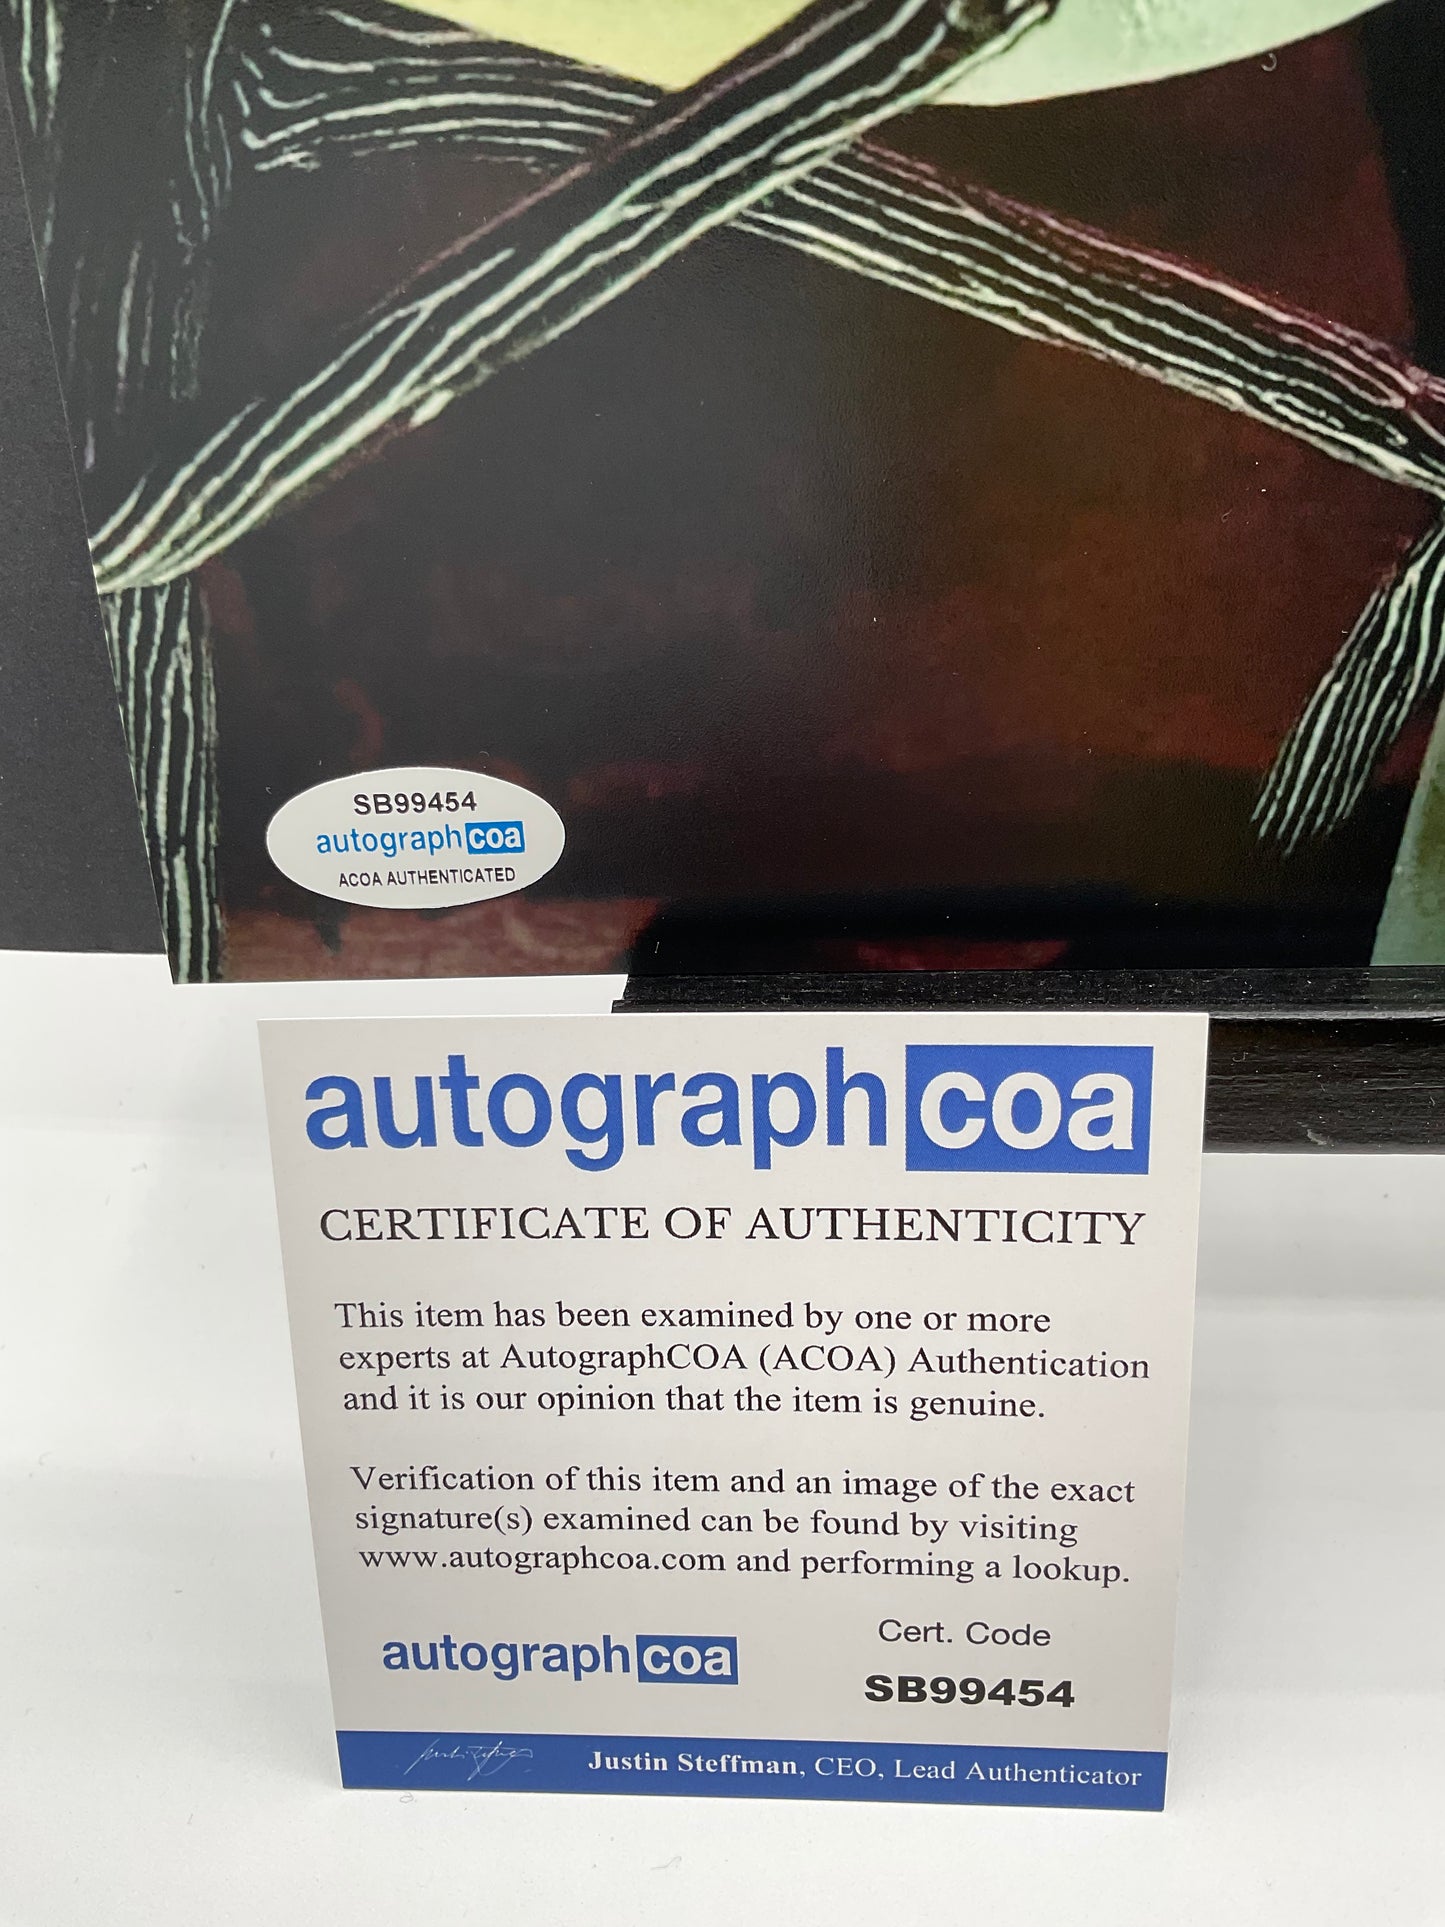 SB99454
autographcoa
ACOA AUTHENTICATED
autographcoa
CERTIFICATE OF AUTHENTICITY
This item has been examined by one or more
experts at AutographCOA (ACOA) Authentication
and it is our opinion that the item is genuine.
Verification of this item and an image of the exact
signature(s) examined can be found by visiting
www.autographcoa.com and performing a lookup.
Cert. Code
autographcoa
SB99454
Justin Steffman, CEO, Lead Authenticator